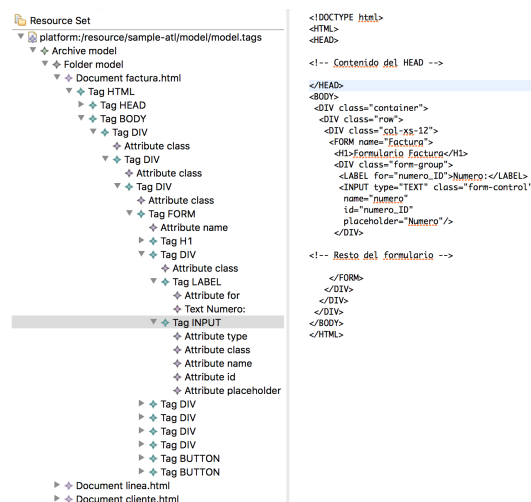 Resource Set
platform:/resource/sample-atl/model/model.tags
Archive model
Folder model
Document factura.html
Tag HTML
Tag HEAD
Tag BODY
Tag DIV
Attribute class
Tag DIV
Attribute class
Tag DIV
Attribute class
Tag FORM
Attribute name
Tag H1
Tag DIV
Attribute class
Tag LABEL
Attribute for
Text Numero:
Tag INPUT
Attribute type
Attribute class
Attribute name
Attribute id
Attribute placeholder
Tag DIV
Tag DIV
Tag DIV
Tag DIV
Tag BUTTON
Tag BUTTON
Document linea.html
Document cliente.html
<!DOCTYPE html>
<HTML>
<HEAD>
<!-- Contenido del HEAD -->
</HEAD>
<BODY>
<DIV class="container">
<DIV class="row">
<DIV class="col-xs-12">
<FORM name="Factura">
<H1>Formulario Factura</H1>
<DIV class="form-group">
<LABEL for="numero_ID">Numero:</LABEL>
<INPUT type="TEXT" class="form-control"
name="numero"
id="numero_ID"
placeholder="Numero"/>
</DIV>
<!-- Resto del formulario -->
</FORM>
</DIV>
</DIV>
</DIV>
</BODY>
</HTML>